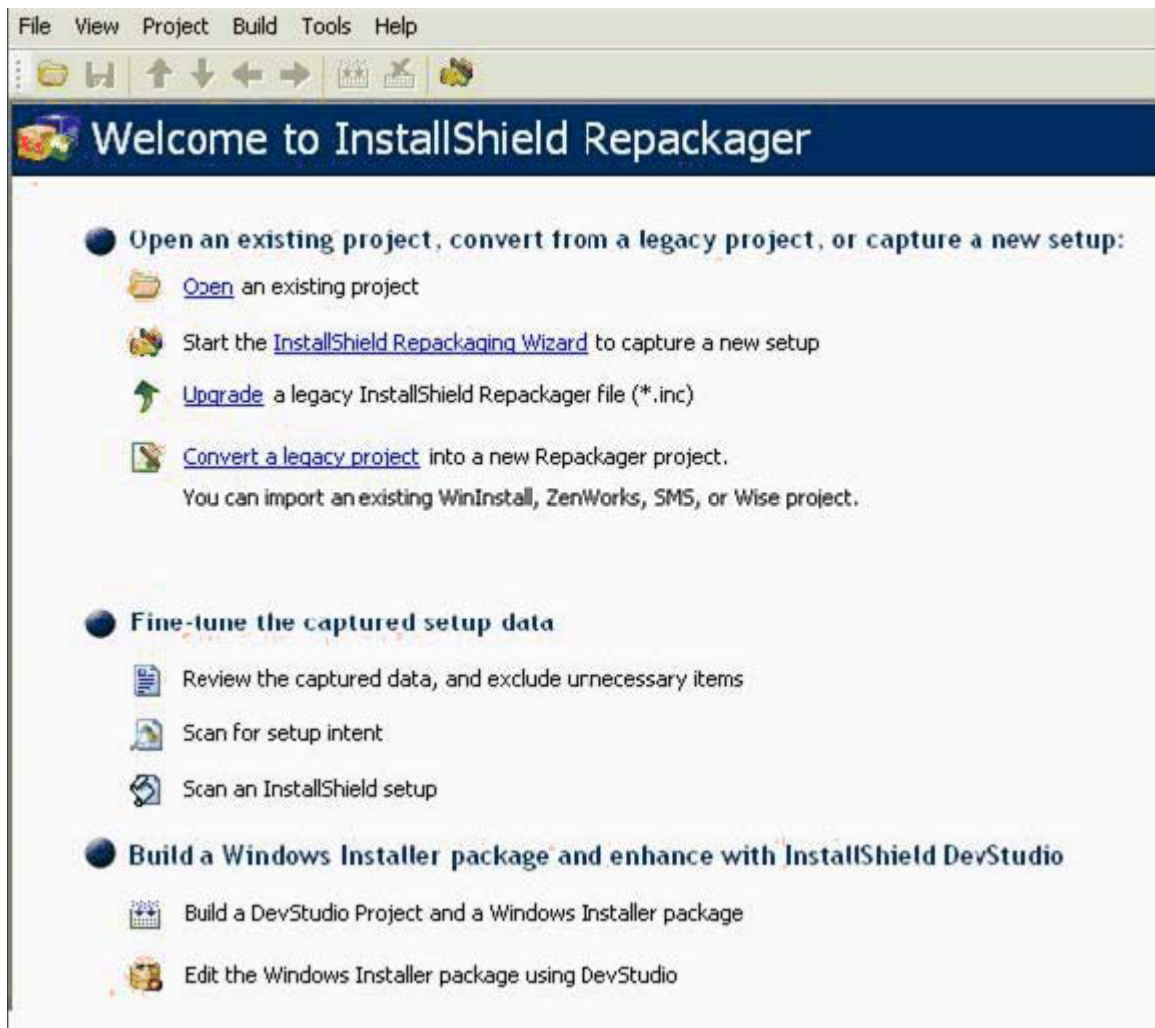 File View Project Build Tools Help
Welcome to InstallShield Repackager
Open an existing project, convert from a legacy project, or capture a new setup:
Open an existing project
Start the InstallShield Repackaging Wizard to capture a new setup
Upgrade a legacy InstallShield Repackager file (*.inc)
Convert a legacy project into a new Repackager project.
You can import an existing WinInstall, ZenWorks, SMS, or Wise project.
Fine-tune the captured setup data
Review the captured data, and exclude unnecessary items
Scan for setup intent
Scan an InstallShield setup
Build a Windows Installer package and enhance with InstallShield DevStudio
Build a DevStudio Project and a Windows Installer package
Edit the Windows Installer package using DevStudio